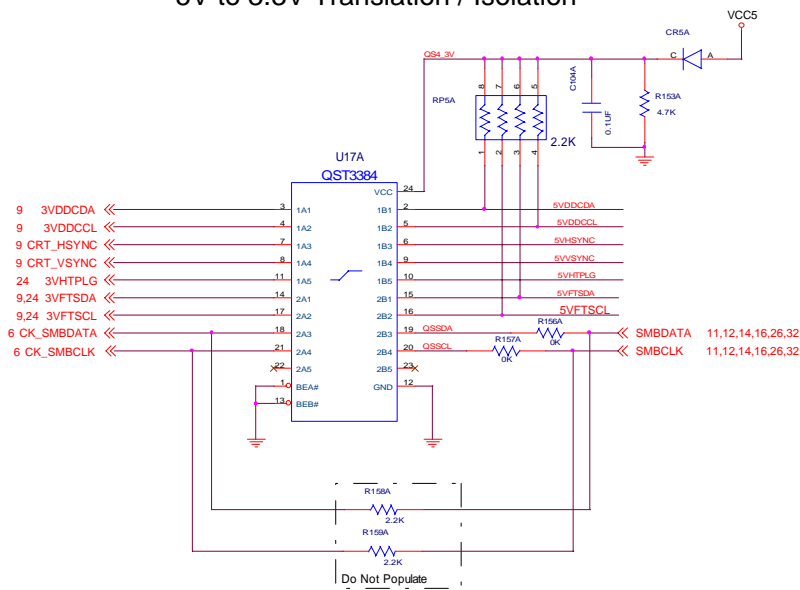 5V to 3.3V Translation / Isolation
VCC5
CR5A
QS4_3V
C A
C104A
0.1UF
R153A
4.7K
RP5A
8 7 6 5
1 2 3 4
2.2K
U17A
QST3384
VCC 24
9 3VDDCDA 3 1A1 1B1 2 5VDDCDA
9 3VDDCCL 4 1A2 1B2 5 5VDDCCL
9 CRT_HSYNC 7 1A3 1B3 6 5VHSYNC
9 CRT_VSYNC 8 1A4 1B4 9 5VVSYNC
24 3VHTPLG 11 1A5 1B5 10 5VHTPLG
9,24 3VFTSDA 14 2A1 2B1 15 5VFTSDA
9,24 3VFTSCL 17 2A2 2B2 16 5VFTSCL
6 CK_SMBDATA 18 2A3 2B3 19 QSSDA R156A 0K SMBDATA 11,12,14,16,26,32
6 CK_SMBCLK 21 2A4 2B4 20 QSSCL R157A 0K SMBCLK 11,12,14,16,26,32
22 2A5 2B5 23
1 BEA# GND 12
13 BEB#
R158A
2.2K
R159A
2.2K
Do Not Populate